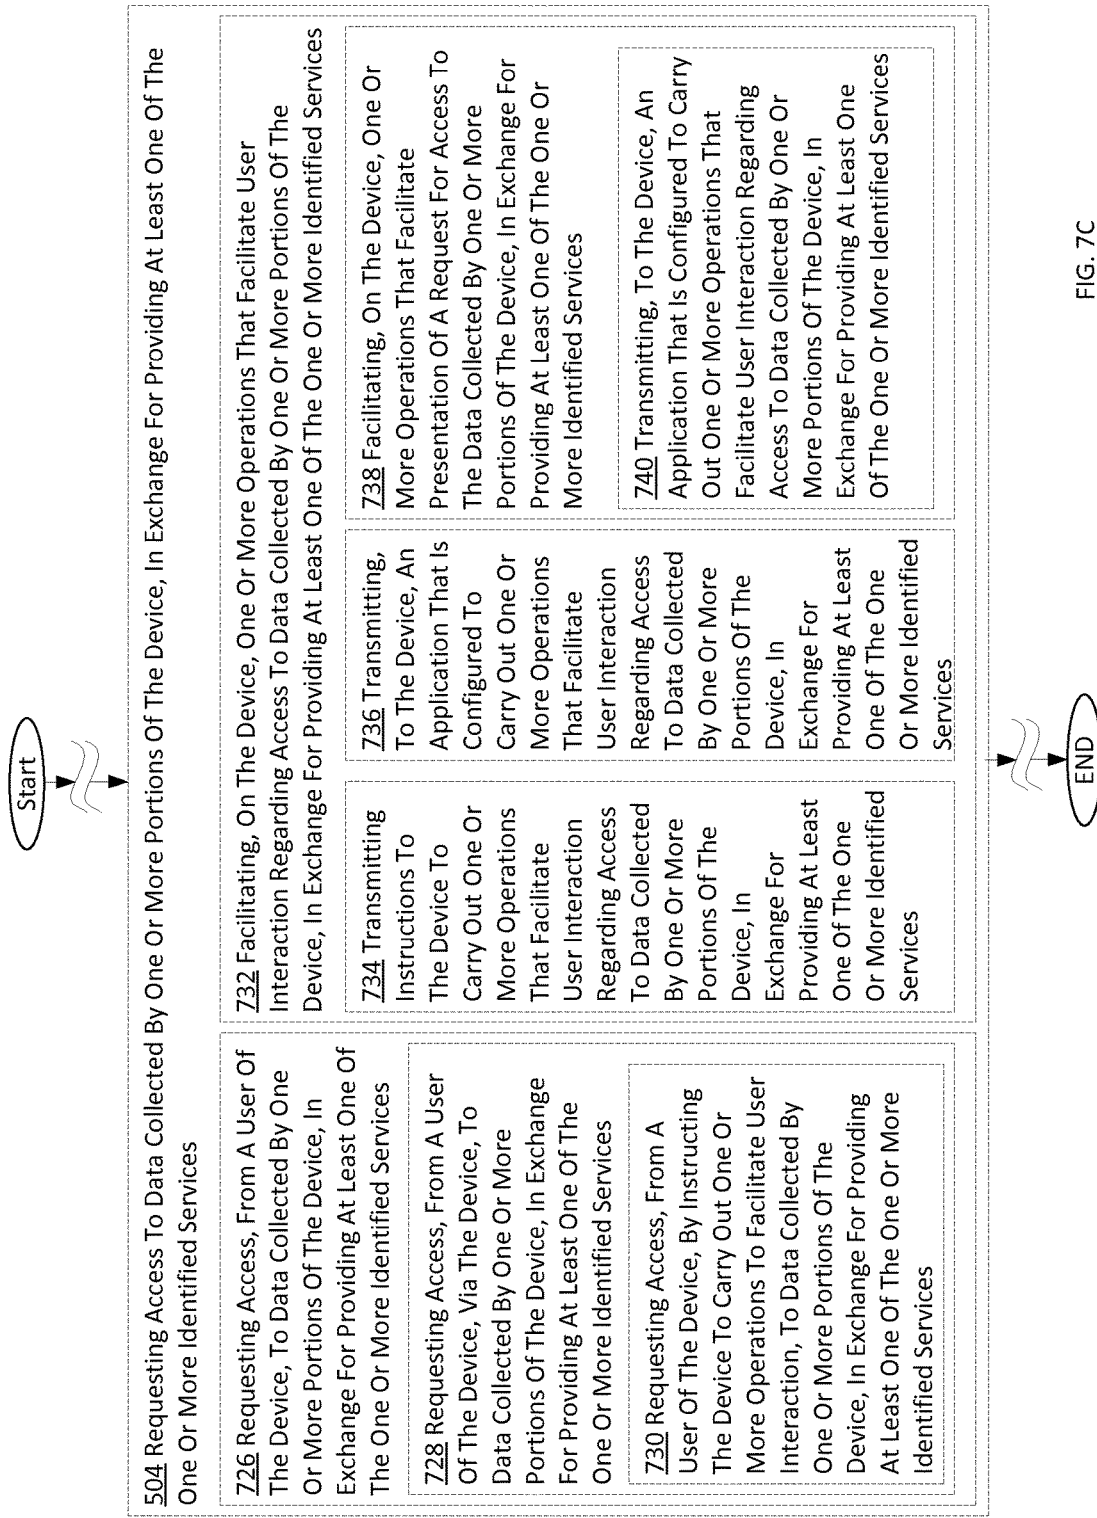 Start
504 Requesting Access To Data Collected By One Or More Portions Of The Device, In Exchange For Providing At Least One Of The
One Or More Identified Services
726 Requesting Access, From A User Of
The Device, To Data Collected By One
Or More Portions Of The Device, In
Exchange For Providing At Least One Of
The One Or More Identified Services
728 Requesting Access, From A User
Of The Device, Via The Device, To
Data Collected By One Or More
Portions Of The Device, In Exchange
For Providing At Least One Of The
One Or More Identified Services
730 Requesting Access, From A
User Of The Device, By Instructing
The Device To Carry Out One Or
More Operations To Facilitate User
Interaction, To Data Collected By
One Or More Portions Of The
Device, In Exchange For Providing
At Least One Of The One Or More
Identified Services
732 Facilitating, On The Device, One Or More Operations That Facilitate User
Interaction Regarding Access To Data Collected By One Or More Portions Of The
Device, In Exchange For Providing At Least One Of The One Or More Identified Services
734 Transmitting
Instructions To
The Device To
Carry Out One Or
More Operations
That Facilitate
User Interaction
Regarding Access
To Data Collected
By One Or More
Portions Of The
Device, In
Exchange For
Providing At Least
One Of The One
Or More Identified
Services
736 Transmitting,
To The Device, An
Application That Is
Configured To
Carry Out One Or
More Operations
That Facilitate
User Interaction
Regarding Access
To Data Collected
By One Or More
Portions Of The
Device, In
Exchange For
Providing At Least
One Of The One
Or More Identified
Services
738 Facilitating, On The Device, One Or
More Operations That Facilitate
Presentation Of A Request For Access To
The Data Collected By One Or More
Portions Of The Device, In Exchange For
Providing At Least One Of The One Or
More Identified Services
740 Transmitting, To The Device, An
Application That Is Configured To Carry
Out One Or More Operations That
Facilitate User Interaction Regarding
Access To Data Collected By One Or
More Portions Of The Device, In
Exchange For Providing At Least One
Of The One Or More Identified Services
END
FIG. 7C